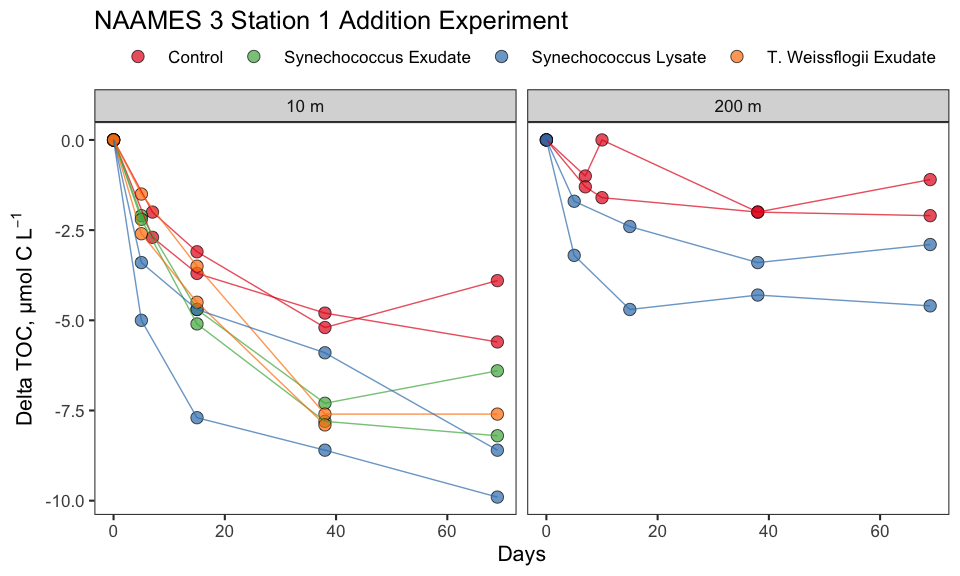 NAAMES 3 Station 1 Addition Experiment
Control Synechococcus Exudate Synechococcus Lysate T. Weissflogii Exudate
10 m 200 m
Delta TOC, μmol C L⁻¹
0.0
-2.5
-5.0
-7.5
-10.0
0 20 40 60 0 20 40 60
Days